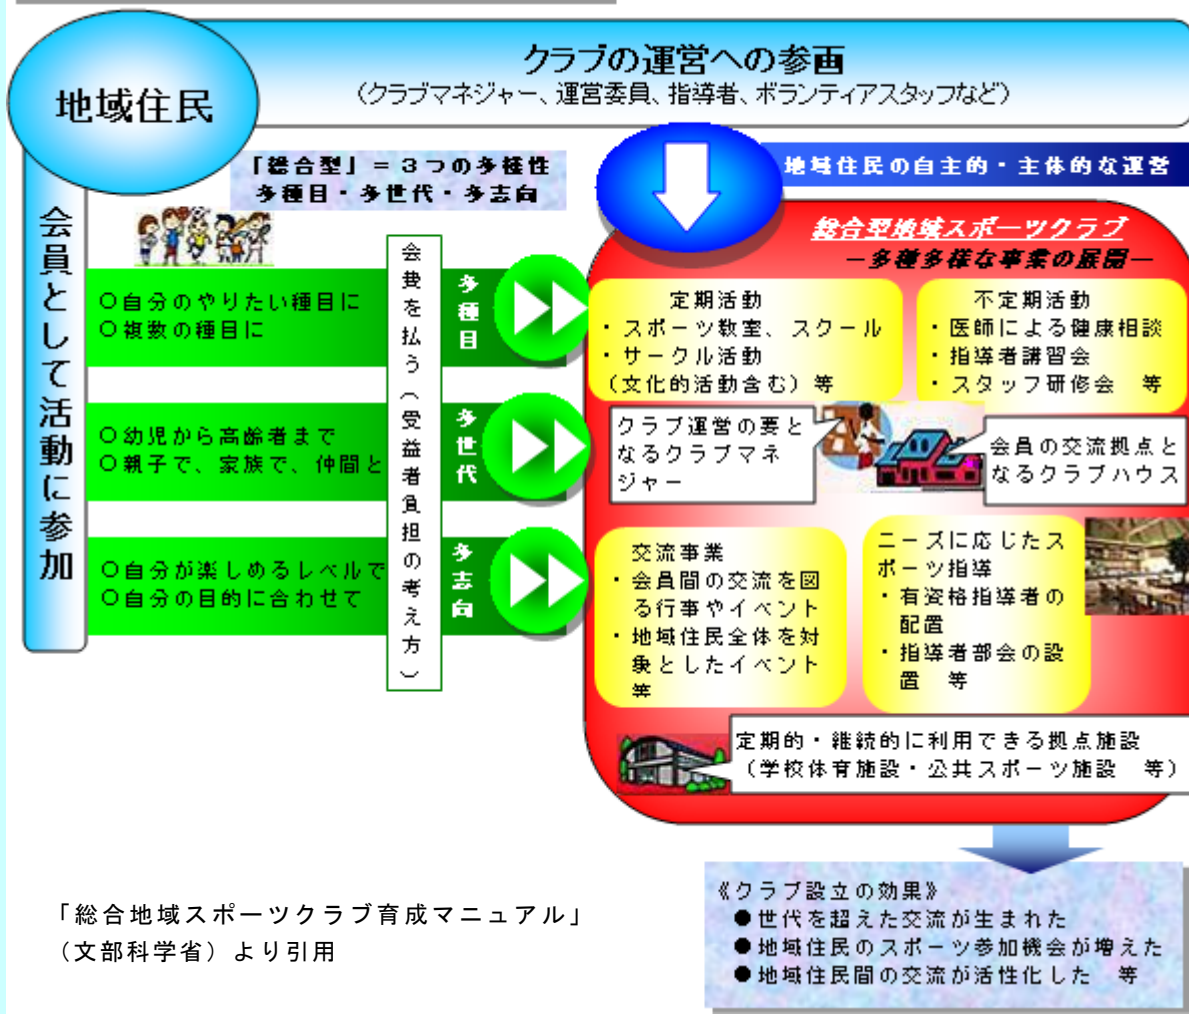 地域住民
クラブの運営への参画
(クラブマネジャー、運営委員、指導者、ボランティアスタッフなど)
会員として活動に参加
「総合型」=3つの多様性
多種目・多世代・多志向
地域住民の自主的・主体的な運営
○自分のやりたい種目に
○複数の種目に
多種目
○幼児から高齢者まで
○親子で、家族で、仲間と
多世代
○自分が楽しめるレベルで
○自分の目的に合わせて
多志向
会費を払う(受益者負担の考え方)
総合型地域スポーツクラブ
-多種多様な事業の展開-
定期活動
・スポーツ教室、スクール
・サークル活動
(文化的活動含む)等
不定期活動
・医師による健康相談
・指導者講習会
・スタッフ研修会 等
クラブ運営の要と
なるクラブマネ
ジャー
会員の交流拠点と
なるクラブハウス
交流事業
・会員間の交流を図
る行事やイベント
・地域住民全体を対
象としたイベント
等
ニーズに応じたス
ポーツ指導
・有資格指導者の
配置
・指導者部会の設
置 等
定期的・継続的に利用できる拠点施設
(学校体育施設・公共スポーツ施設 等)
《クラブ設立の効果》
●世代を超えた交流が生まれた
●地域住民のスポーツ参加機会が増えた
●地域住民間の交流が活性化した 等
「総合地域スポーツクラブ育成マニュアル」
(文部科学省)より引用